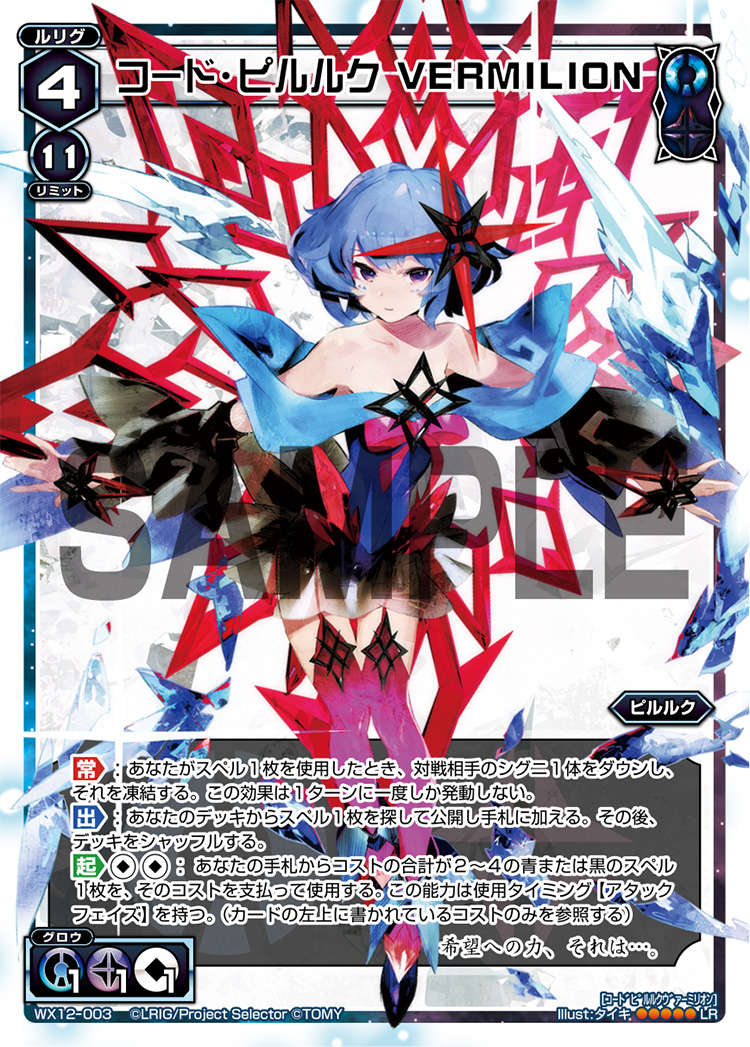 ルリグ
4
コード・ピルルク VERMILION
11
リミット
SAMPLE
ピルルク
常：あなたがスペル１枚を使用したとき、対戦相手のシグニ１体をダウンし、
それを凍結する。この効果は１ターンに一度しか発動しない。
出：あなたのデッキからスペル１枚を探して公開し手札に加える。その後、
デッキをシャッフルする。
起：あなたの手札からコストの合計が２～４の青または黒のスペル
１枚を、そのコストを支払って使用する。この能力は使用タイミング【アタック
フェイズ】を持つ。（カードの左上に書かれているコストのみを参照する）
希望への力、それは…。
グロウ
1 1 1
[コード・ピルルクヴァーミリオン]
WX12-003 ©LRIG/Project Selector ©TOMY Illust:タイキ LR